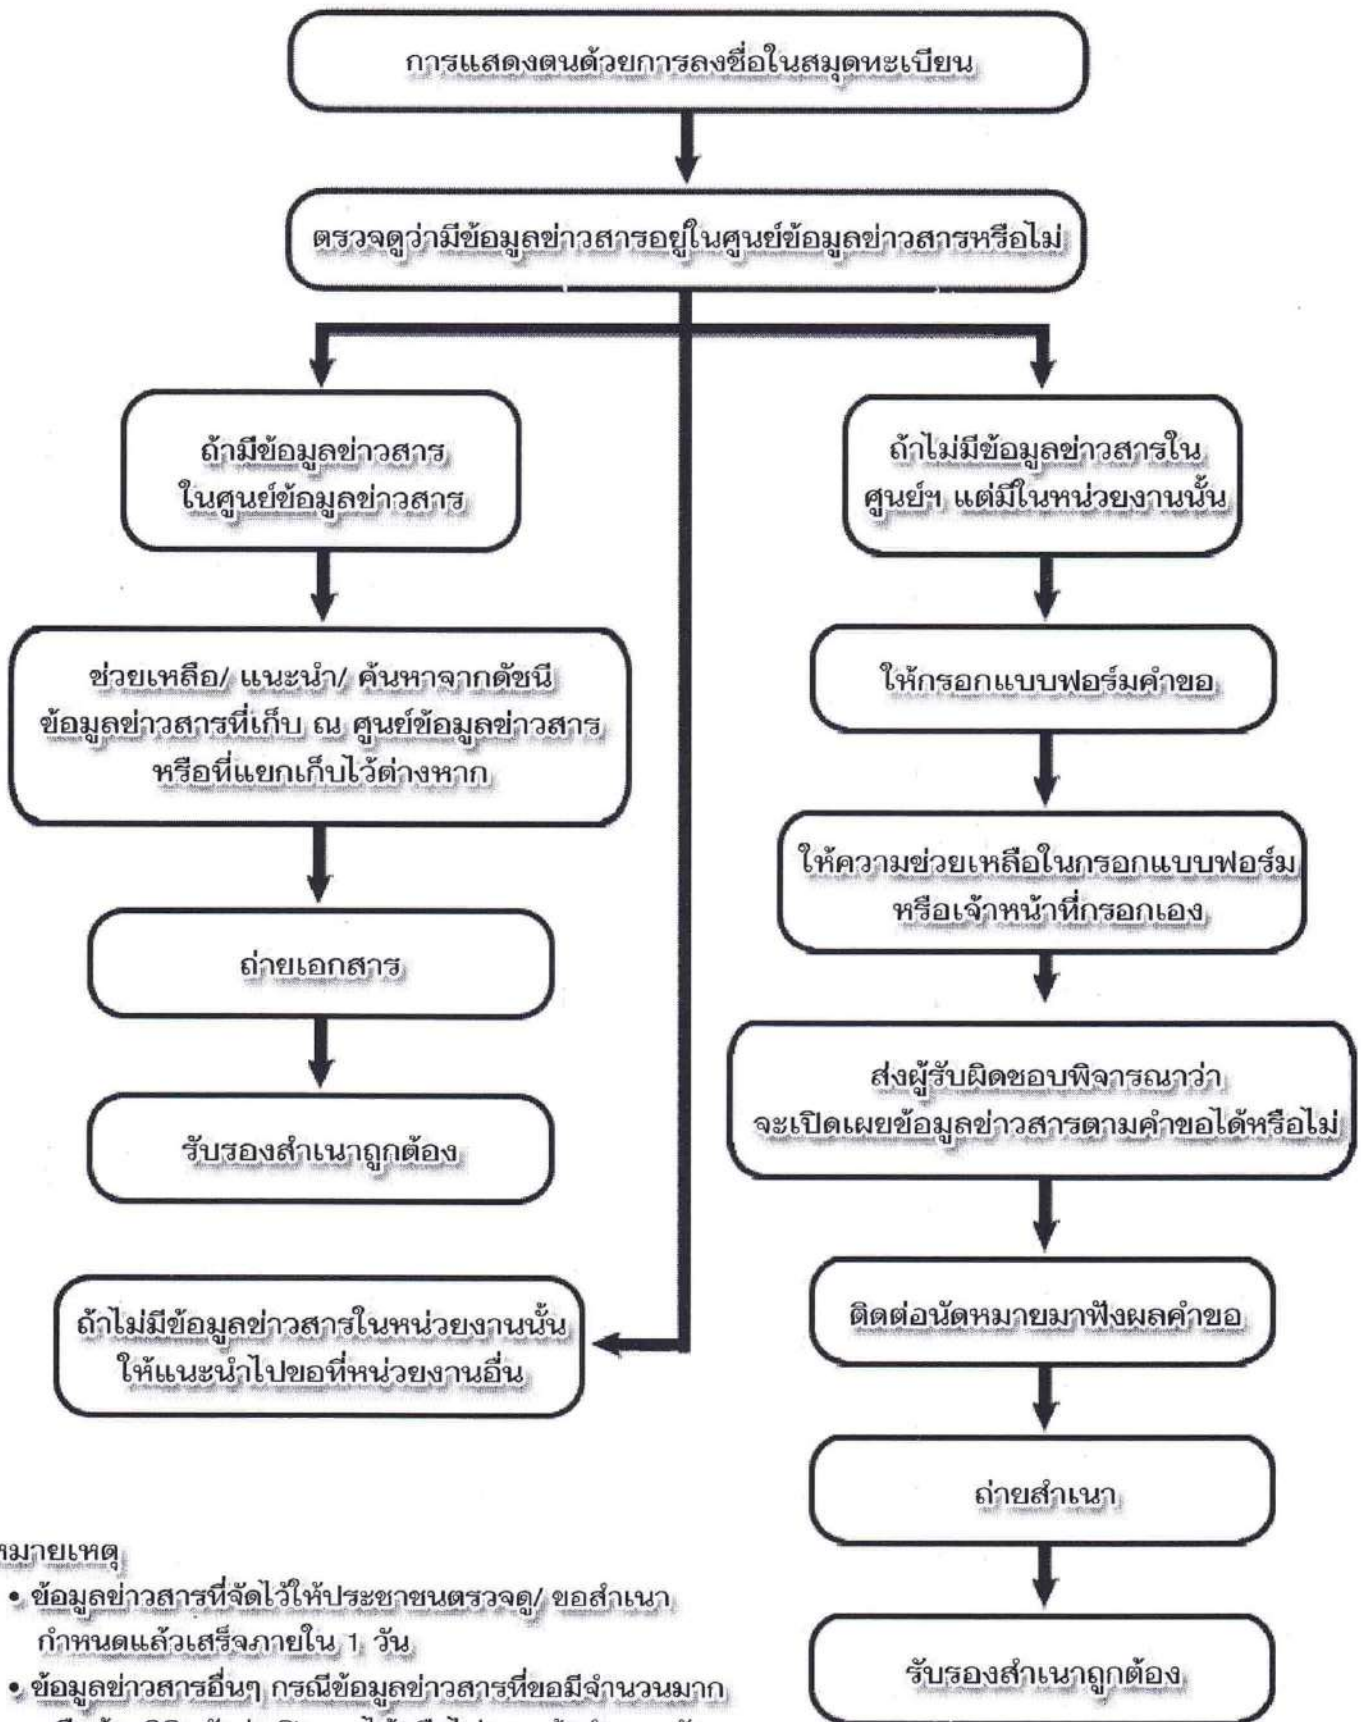 การแสดงตนด้วยการลงชื่อในสมุดทะเบียน
ตรวจดูว่ามีข้อมูลข่าวสารอยู่ในศูนย์ข้อมูลข่าวสารหรือไม่
ถ้ามีข้อมูลข่าวสาร
ในศูนย์ข้อมูลข่าวสาร
ช่วยเหลือ/ แนะนำ/ ค้นหาจากดัชนี
ข้อมูลข่าวสารที่เก็บ ณ ศูนย์ข้อมูลข่าวสาร
หรือที่แยกเก็บไว้ต่างหาก
ถ่ายเอกสาร
รับรองสำเนาถูกต้อง
ถ้าไม่มีข้อมูลข่าวสารในหน่วยงานนั้น
ให้แนะนำไปขอที่หน่วยงานอื่น
ถ้าไม่มีข้อมูลข่าวสารใน
ศูนย์ฯ แต่มีในหน่วยงานนั้น
ให้กรอกแบบฟอร์มคำขอ
ให้ความช่วยเหลือในกรอกแบบฟอร์ม
หรือเจ้าหน้าที่กรอกเอง
ส่งผู้รับผิดชอบพิจารณาว่า
จะเปิดเผยข้อมูลข่าวสารตามคำขอได้หรือไม่
ติดต่อนัดหมายมาฟังผลคำขอ
ถ่ายสำเนา
รับรองสำเนาถูกต้อง
หมายเหตุ
• ข้อมูลข่าวสารที่จัดไว้ให้ประชาชนตรวจดู/ ขอสำเนา
กำหนดแล้วเสร็จภายใน 1 วัน
• ข้อมูลข่าวสารอื่นๆ กรณีข้อมูลข่าวสารที่ขอมีจำนวนมาก